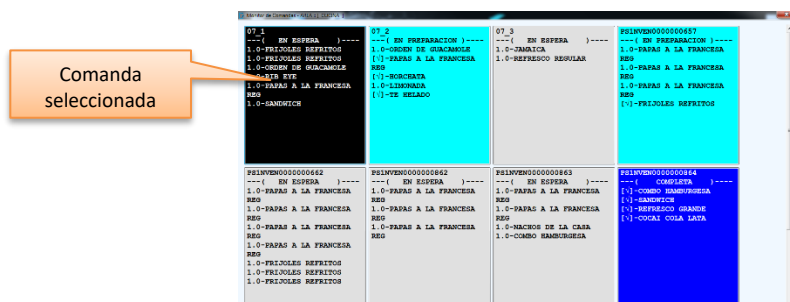 Comanda
seleccionada
Monitor de Comandas -
07_1
---( EN ESPERA )----
1.0-FRIJOLES REFRITOS
1.0-FRIJOLES REFRITOS
1.0-ORDEN DE GUACAMOLE
1.0-RIB EYE
1.0-PAPAS A LA FRANCESA
REG
1.0-SANDWICH
07_2
---( EN PREPARACION )----
1.0-ORDEN DE GUACAMOLE
[√]-PAPAS A LA FRANCESA
REG
[√]-HORCHATA
1.0-LIMONADA
[√]-TE HELADO
07_3
---( EN ESPERA )----
1.0-JAMAICA
1.0-REFRESCO REGULAR
PS1NVEN0000000657
---( EN PREPARACION )----
1.0-PAPAS A LA FRANCESA
REG
1.0-PAPAS A LA FRANCESA
REG
1.0-PAPAS A LA FRANCESA
REG
[√]-FRIJOLES REFRITOS
PS1NVEN0000000662
---( EN ESPERA )----
1.0-PAPAS A LA FRANCESA
REG
1.0-PAPAS A LA FRANCESA
REG
1.0-PAPAS A LA FRANCESA
REG
1.0-PAPAS A LA FRANCESA
REG
1.0-FRIJOLES REFRITOS
1.0-FRIJOLES REFRITOS
1.0-FRIJOLES REFRITOS
PS1NVEN0000000862
---( EN ESPERA )----
1.0-PAPAS A LA FRANCESA
REG
1.0-PAPAS A LA FRANCESA
REG
1.0-PAPAS A LA FRANCESA
REG
PS1NVEN0000000863
---( EN ESPERA )----
1.0-PAPAS A LA FRANCESA
REG
1.0-PAPAS A LA FRANCESA
REG
1.0-NACHOS DE LA CASA
1.0-COMBO HAMBURGESA
PS1NVEN0000000864
---( COMPLETA )----
[√]-COMBO HAMBURGESA
[√]-SANDWICH
[√]-REFRESCO GRANDE
[√]-COCAI COLA LATA